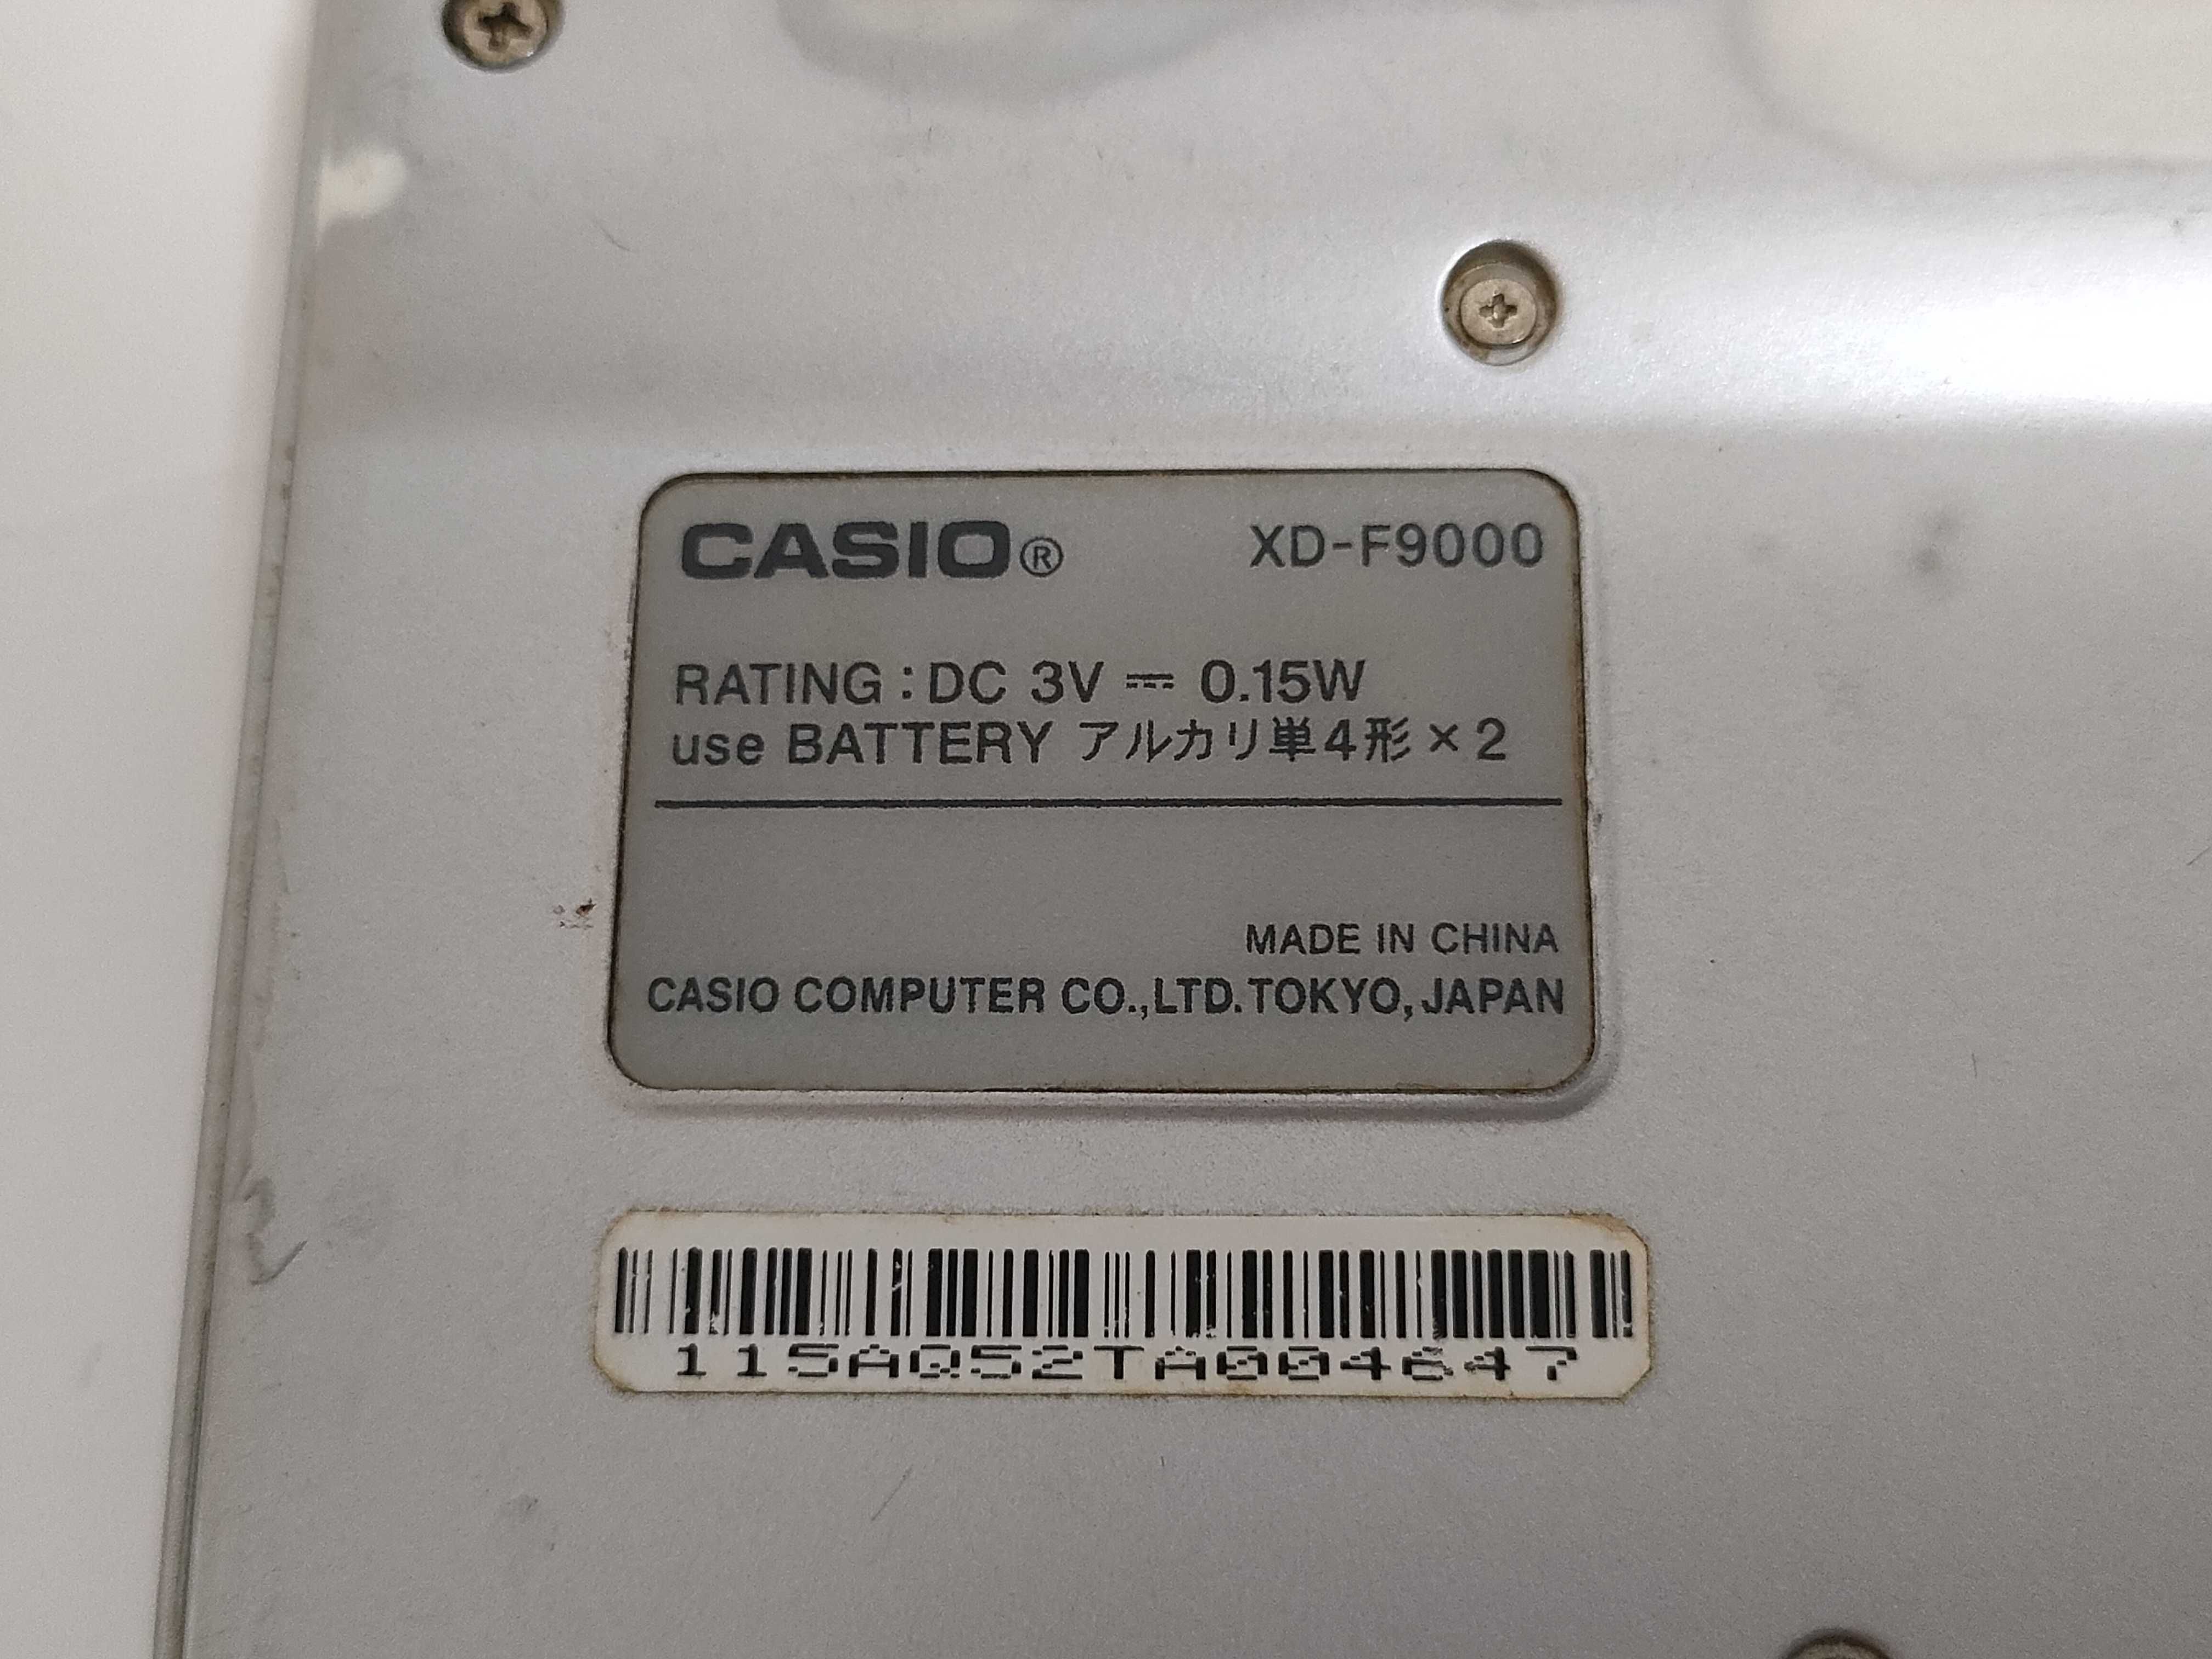 CASIO® XD-F9000
RATING : DC 3V ⎓ 0.15W
use BATTERY アルカリ単4形 × 2
MADE IN CHINA
CASIO COMPUTER CO.,LTD. TOKYO, JAPAN
115AQ52TA004647